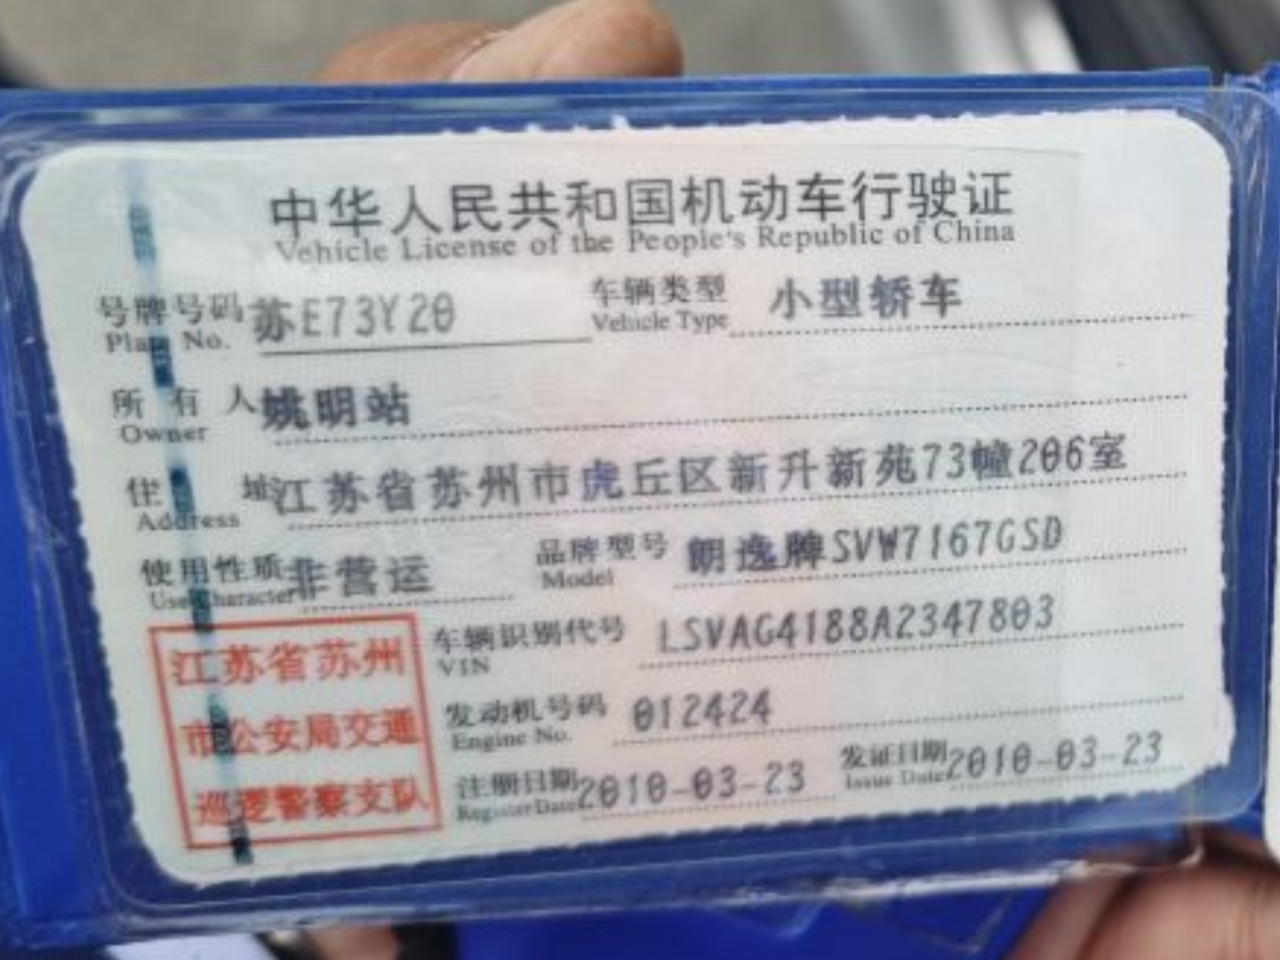 中华人民共和国机动车行驶证
Vehicle License of the People's Republic of China
号牌号码 苏E73Y20 车辆类型 小型轿车
Plate No. Vehicle Type
所有人 姚明站
Owner
住址 江苏省苏州市虎丘区新升新苑73幢206室
Address
使用性质 非营运 品牌型号 朗逸牌SVW7167GSD
Use Character Model
江苏省苏州
市公安局交通
巡逻警察支队
车辆识别代号 LSVAG4188A2347803
VIN
发动机号码 012424
Engine No.
注册日期 2010-03-23 发证日期 2010-03-23
Register Date Issue Date